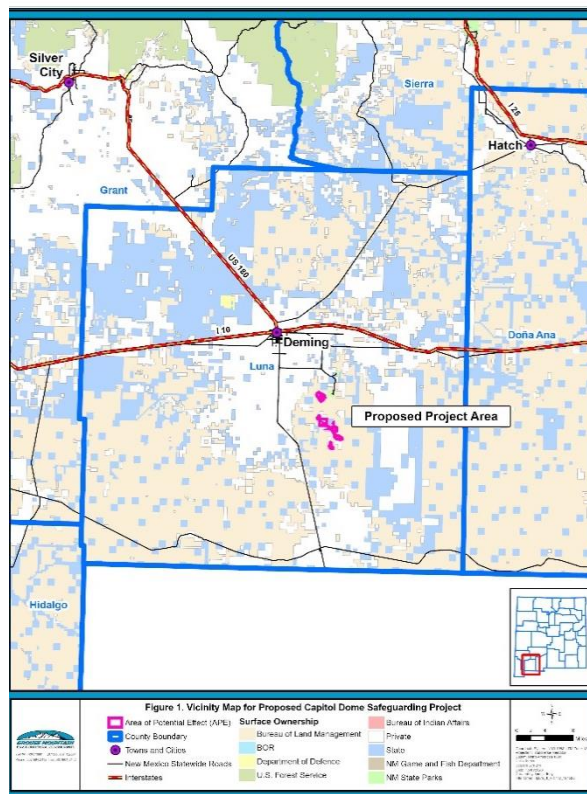 Silver
City
Sierra
I 25
Hatch
Grant
US 180
I 10
Deming
Doña Ana
Luna
Proposed Project Area
Hidalgo
Figure 1. Vicinity Map for Proposed Capitol Dome Safeguarding Project
Area of Potential Effect (APE)
County Boundary
Towns and Cities
New Mexico Statewide Roads
Interstates
Surface Ownership
Bureau of Land Management
BOR
Department of Defence
U.S. Forest Service
Bureau of Indian Affairs
Private
State
NM Game and Fish Department
NM State Parks